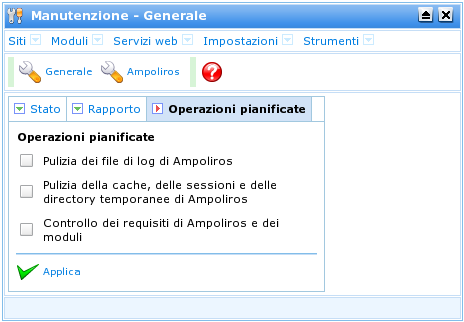 Manutenzione - Generale
Siti Moduli Servizi web Impostazioni Strumenti
Generale Ampoliros ?
Stato Rapporto Operazioni pianificate
Operazioni pianificate
Pulizia dei file di log di Ampoliros
Pulizia della cache, delle sessioni e delle
directory temporanee di Ampoliros
Controllo dei requisiti di Ampoliros e dei
moduli
Applica